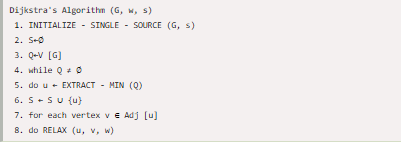 Dijkstra's Algorithm (G, w, s)
1. INITIALIZE - SINGLE - SOURCE (G, s)
2. S←∅
3. Q←V [G]
4. while Q ≠ ∅
5. do u ← EXTRACT - MIN (Q)
6. S ← S ∪ {u}
7. for each vertex v ∈ Adj [u]
8. do RELAX (u, v, w)